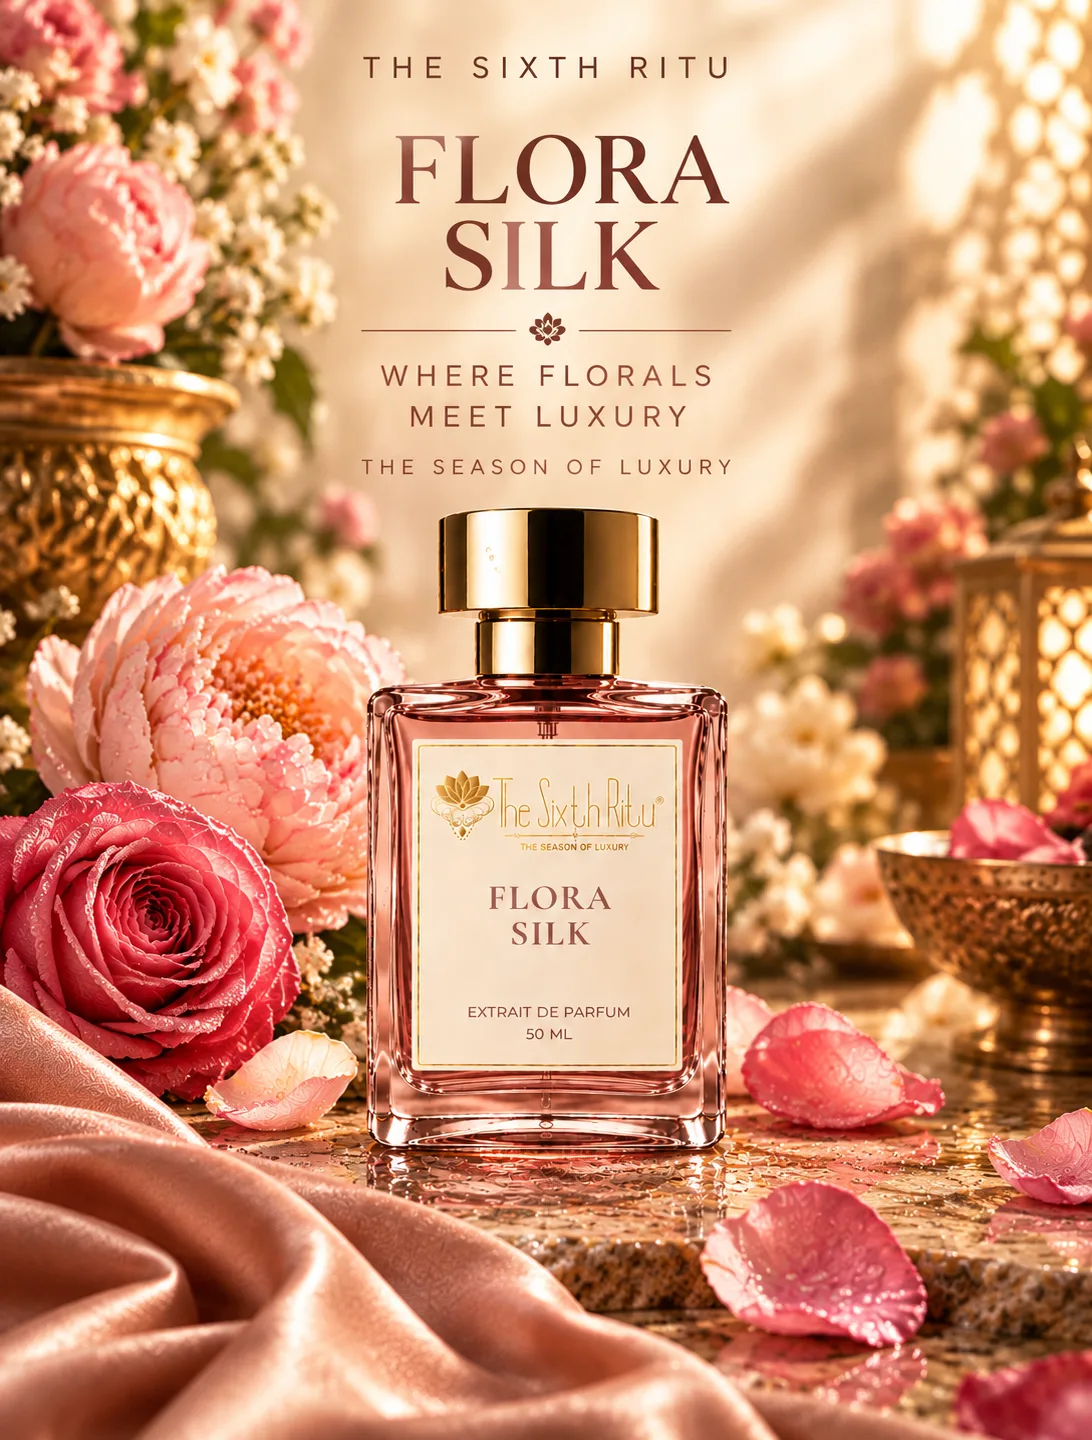 THE SIXTH RITU
FLORA
SILK
WHERE FLORALS
MEET LUXURY
THE SEASON OF LUXURY
The Sixth Ritu®
THE SEASON OF LUXURY
FLORA
SILK
EXTRAIT DE PARFUM
50 ML